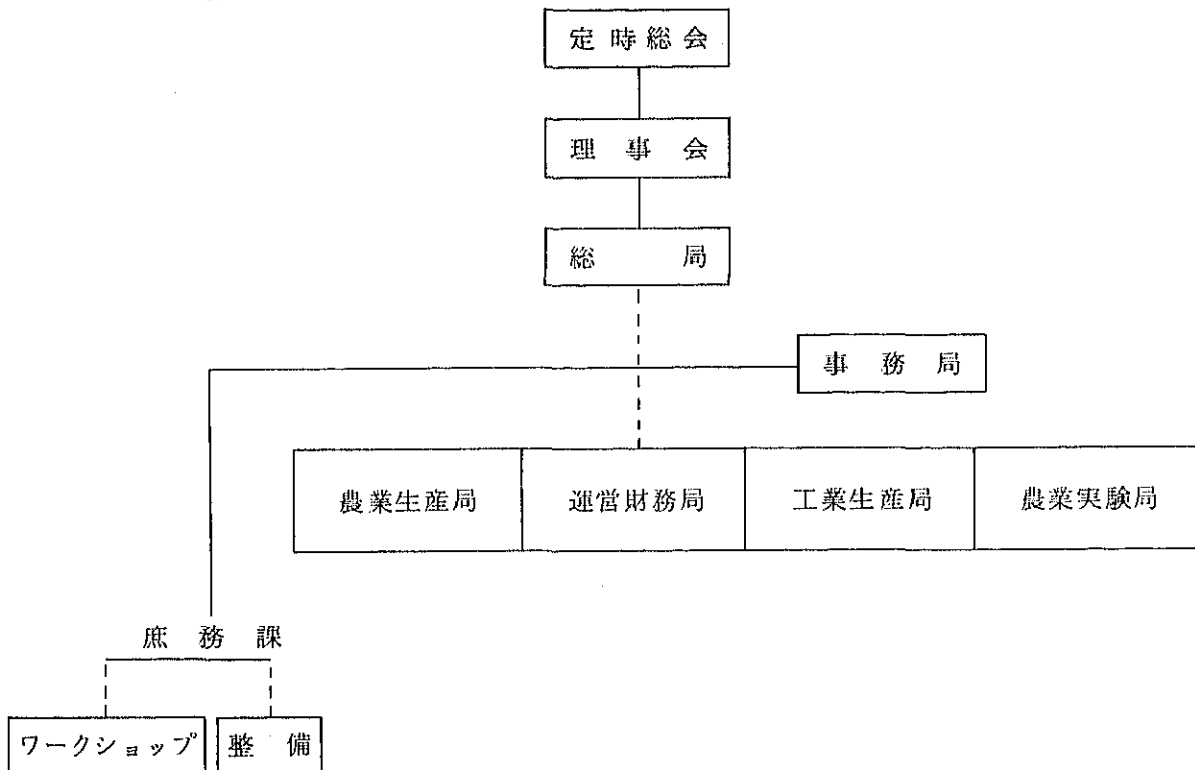 定時総会
理事会
総局
事務局
農業生産局 運営財務局 工業生産局 農業実験局
庶務課
ワークショップ 整備